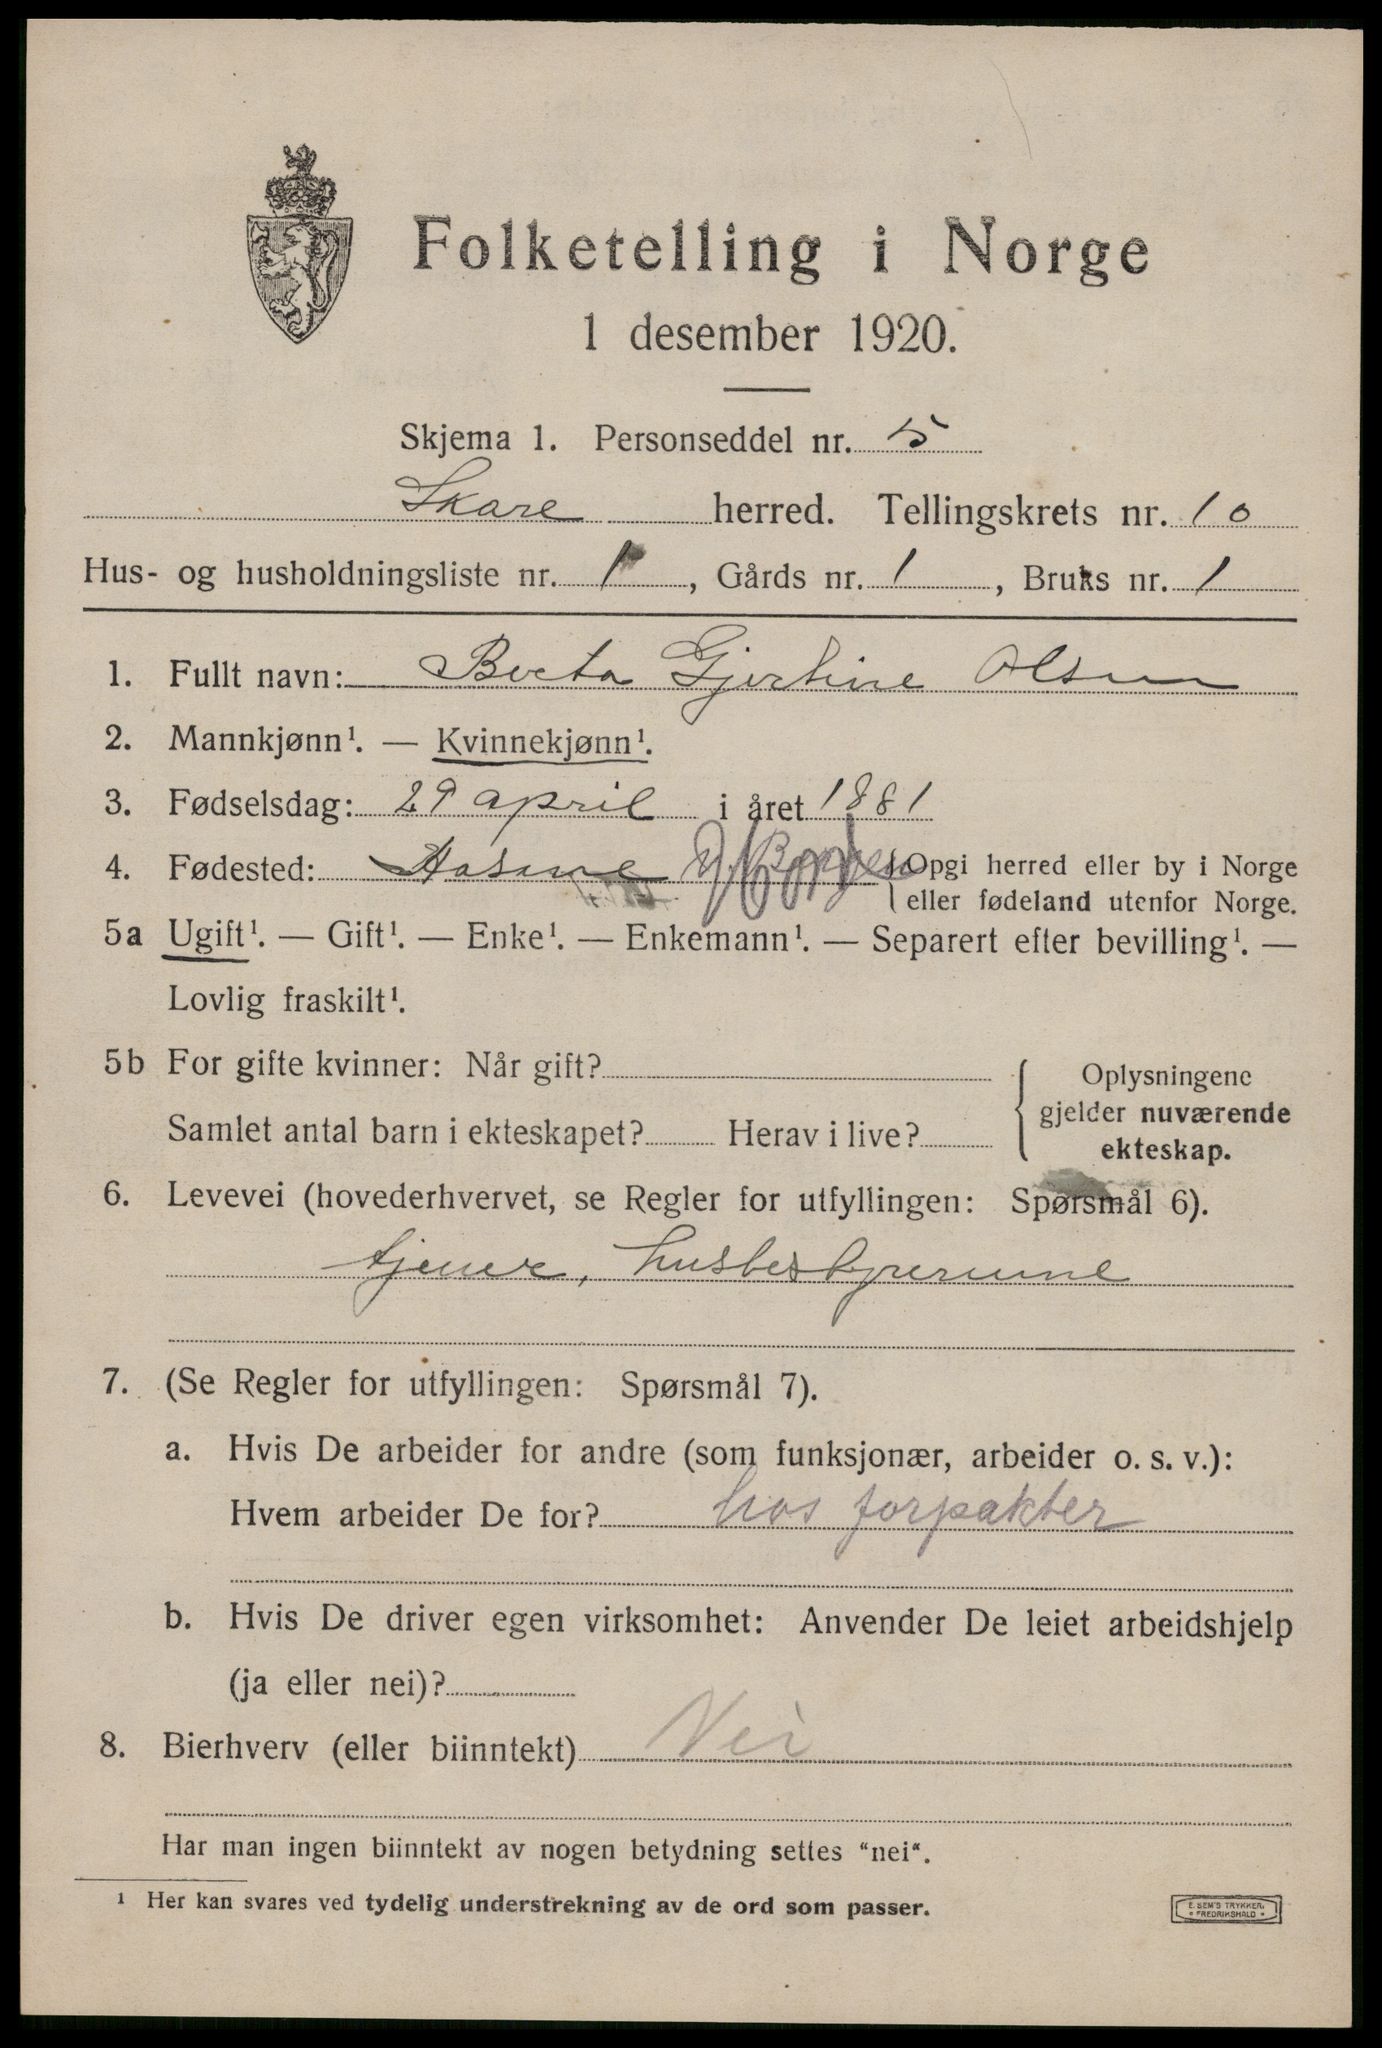 Folketelling i Norge
1 desember 1920.
Skjema 1. Personseddel nr. 5
Skare herred. Tellingskrets nr. 10
Hus- og husholdningsliste nr. 1, Gårds nr. 1, Bruks nr. 1
1. Fullt navn: Berta Gjertine Olsen
2. Mannkjønn¹. — Kvinnekjønn¹.
3. Fødselsdag: 29 april i året 1881
4. Fødested: {Opgi herred eller by i Norge
eller fødeland utenfor Norge.
5a Ugift¹. — Gift¹. — Enke¹. — Enkemann¹. — Separert efter bevilling¹. —
Lovlig fraskilt¹.
5b For gifte kvinner: Når gift?
Samlet antal barn i ekteskapet? Herav i live?
Oplysningene
gjelder nuværende
ekteskap.
6. Levevei (hovederhvervet, se Regler for utfyllingen: Spørsmål 6).
tjener, husbestyrerinne
7. (Se Regler for utfyllingen: Spørsmål 7).
a. Hvis De arbeider for andre (som funksjonær, arbeider o. s. v.):
Hvem arbeider De for? hos forpakter
b. Hvis De driver egen virksomhet: Anvender De leiet arbeidshjelp
(ja eller nei)?
8. Bierhverv (eller biinntekt) Nei
Har man ingen biinntekt av nogen betydning settes "nei".
¹ Her kan svares ved tydelig understrekning av de ord som passer.
E. SEM'S TRYKKERI
* FREDRIKSHALD *